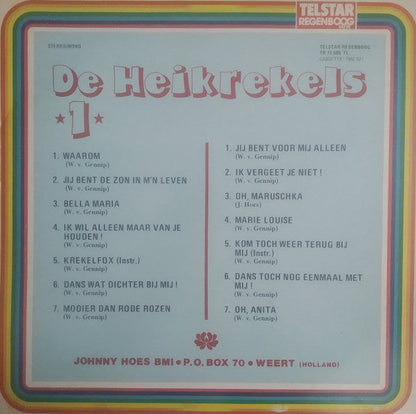 TELSTAR
REGENBOOG
STEREO/MONO
TELSTAR-REGENBOOG
De Heikrekels
*1*
1. WAAROM
(W. v. Gennip)
2. JIJ BENT DE ZON IN M'N LEVEN
(W. v. Gennip)
3. BELLA MARIA
(W. v. Gennip)
4. IK WIL ALLEEN MAAR VAN JE
HOUDEN !
(W. v. Gennip)
5. KREKELFOX (Instr.)
(W. v. Gennip)
6. DANS WAT DICHTER BIJ MIJ !
(W. v. Gennip)
7. MOOIER DAN RODE ROZEN
(W. v. Gennip)
1. JIJ BENT VOOR MIJ ALLEEN
(W. v. Gennip)
2. IK VERGEET JE NIET !
(W. v. Gennip)
3. OH, MARUSCHKA
(J. Hoes)
4. MARIE LOUISE
(W. v. Gennip)
5. KOM TOCH WEER TERUG BIJ
MIJ (Instr.)
(W. v. Gennip)
6. DANS TOCH NOG EENMAAL MET
MIJ !
(W. v. Gennip)
7. OH, ANITA
(W. v. Gennip)
JOHNNY HOES BMI • P.O. BOX 70 • WEERT (HOLLAND)